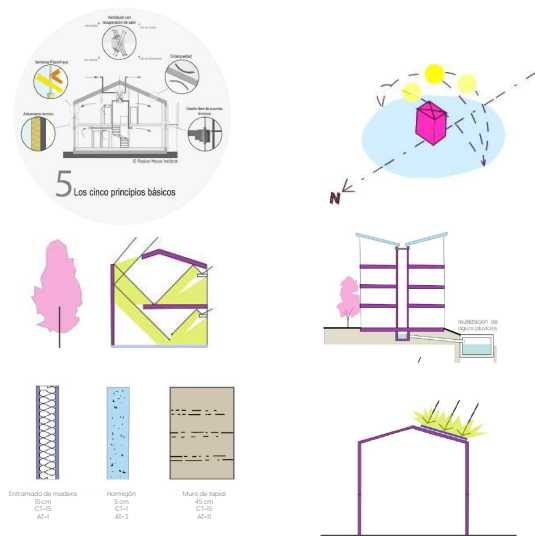 Ventilación con
recuperación de calor
Ventanas Passivhaus
Estanqueidad
Aislamiento térmico
Diseño libre de puentes
térmicos
© Passive House Institute
5 Los cinco principios básicos
N
reutilización de
aguas pluviales
Entramado de madera
15 cm
CT=15
AT=1
Hormigón
5 cm
CT=1
AT=3
Muro de tapial
45 cm
CT=15
AT=11